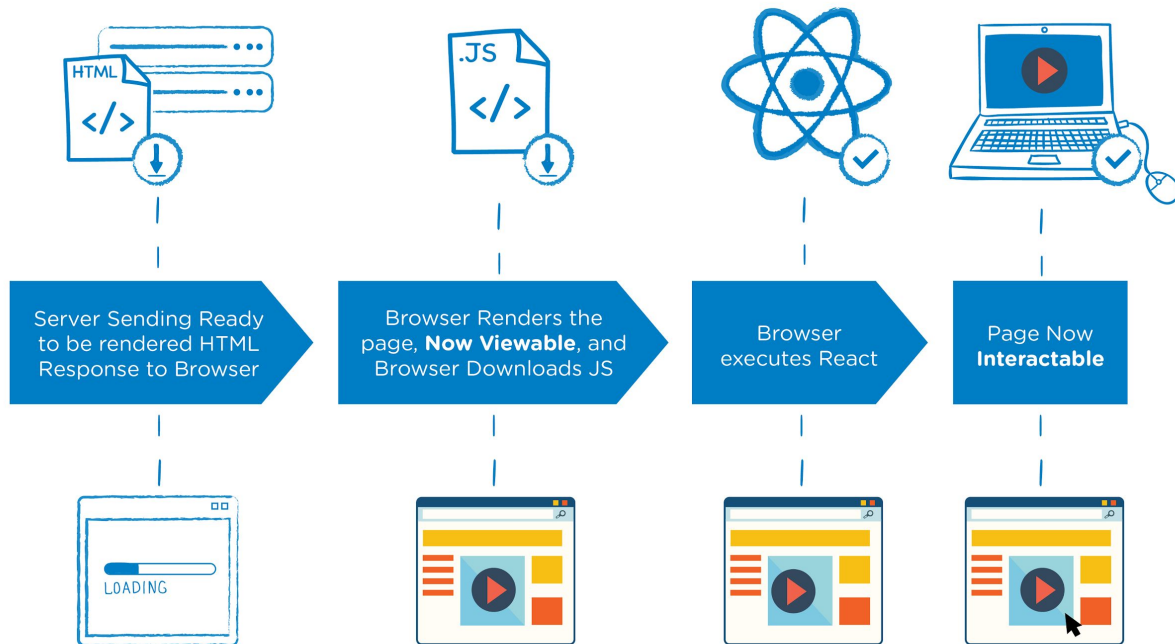 HTML
</>
.JS
</>
Server Sending Ready
to be rendered HTML
Response to Browser
Browser Renders the
page, Now Viewable, and
Browser Downloads JS
Browser
executes React
Page Now
Interactable
LOADING